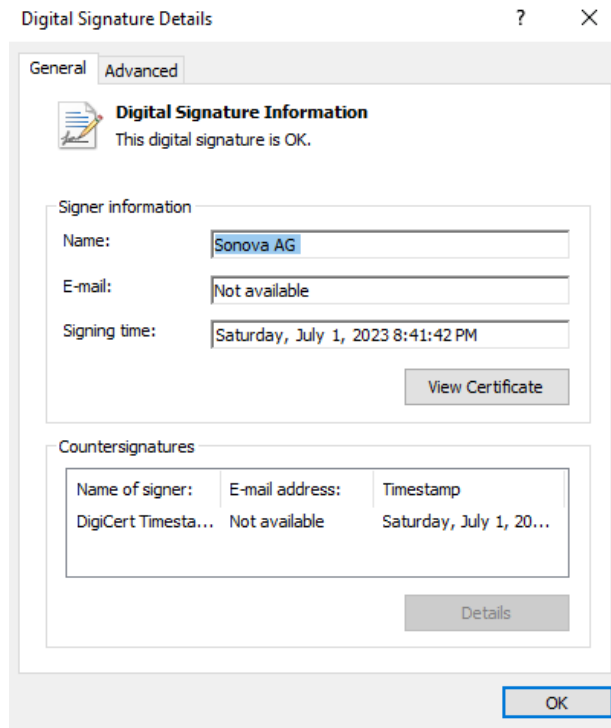 Digital Signature Details ? ×
General Advanced
Digital Signature Information
This digital signature is OK.
Signer information
Name: Sonova AG
E-mail: Not available
Signing time: Saturday, July 1, 2023 8:41:42 PM
View Certificate
Countersignatures
Name of signer: E-mail address: Timestamp
DigiCert Timesta... Not available Saturday, July 1, 20...
Details
OK